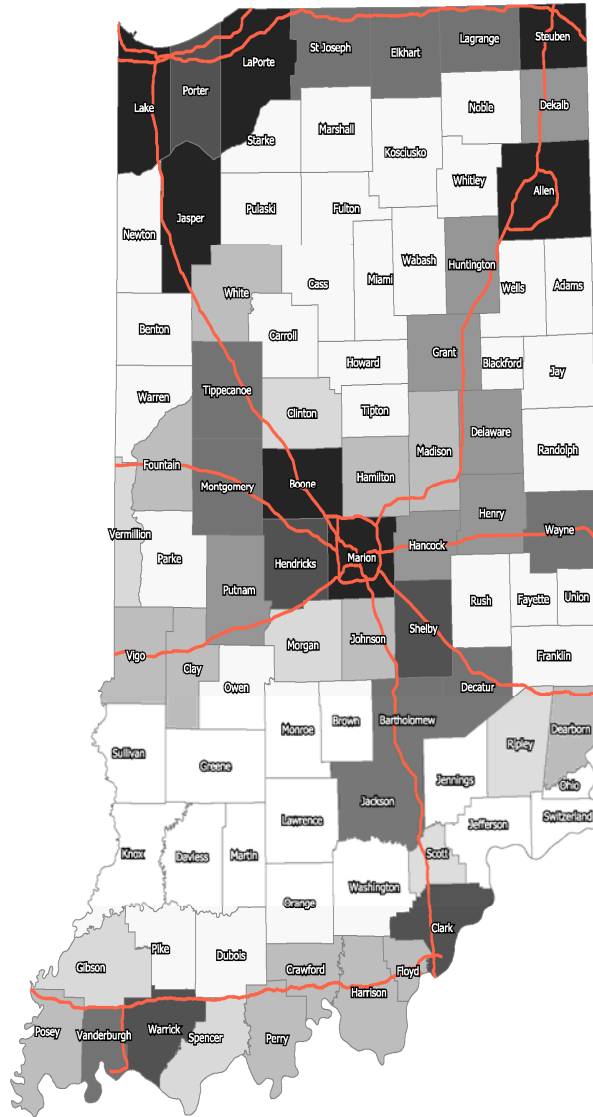 Steuben
Lagrange
St Joseph
Elkhart
LaPorte
Porter
Lake
Noble
Dekalb
Marshall
Starke
Kosciusko
Whitley
Allen
Pulaski
Fulton
Jasper
Newton
Wabash
Huntington
Miami
Cass
Wells
Adams
White
Benton
Carroll
Grant
Howard
Blackford
Jay
Tippecanoe
Warren
Tipton
Clinton
Delaware
Madison
Randolph
Fountain
Hamilton
Boone
Montgomery
Henry
Wayne
Vermillion
Hancock
Parke
Marion
Hendricks
Putnam
Union
Fayette
Rush
Shelby
Johnson
Morgan
Vigo
Franklin
Clay
Decatur
Owen
Brown
Bartholomew
Monroe
Dearborn
Ripley
Sullivan
Greene
Jennings
Ohio
Jackson
Switzerland
Lawrence
Jefferson
Knox
Daviess
Martin
Scott
Washington
Orange
Clark
Pike
Dubois
Gibson
Crawford
Floyd
Harrison
Posey
Vanderburgh
Warrick
Spencer
Perry